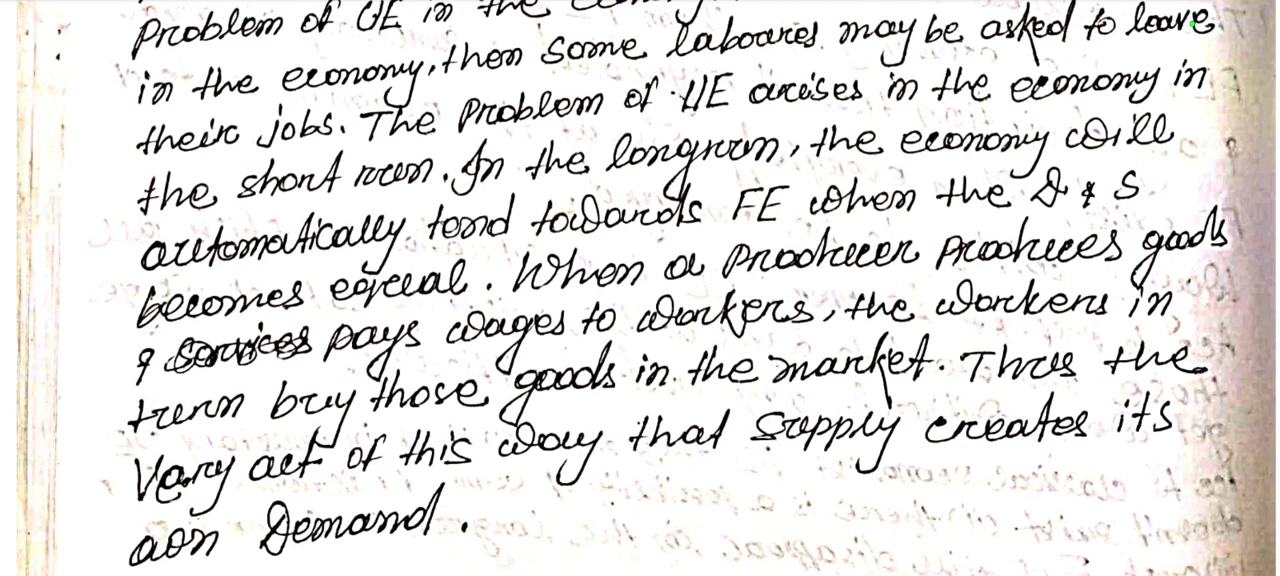 Problem of UE in the
in the economy, then some laboures may be asked to leave
their jobs. The Problem of UE arises in the economy in
the short run. In the longrun, the economy will
automatically tend towards FE when the D & S
becomes equal. When a Producer Produces goods
& services pays wages to workers, the workers in
turn buy those goods in the market. Thus the
Very act of this way that supply creates its
aon Demand.